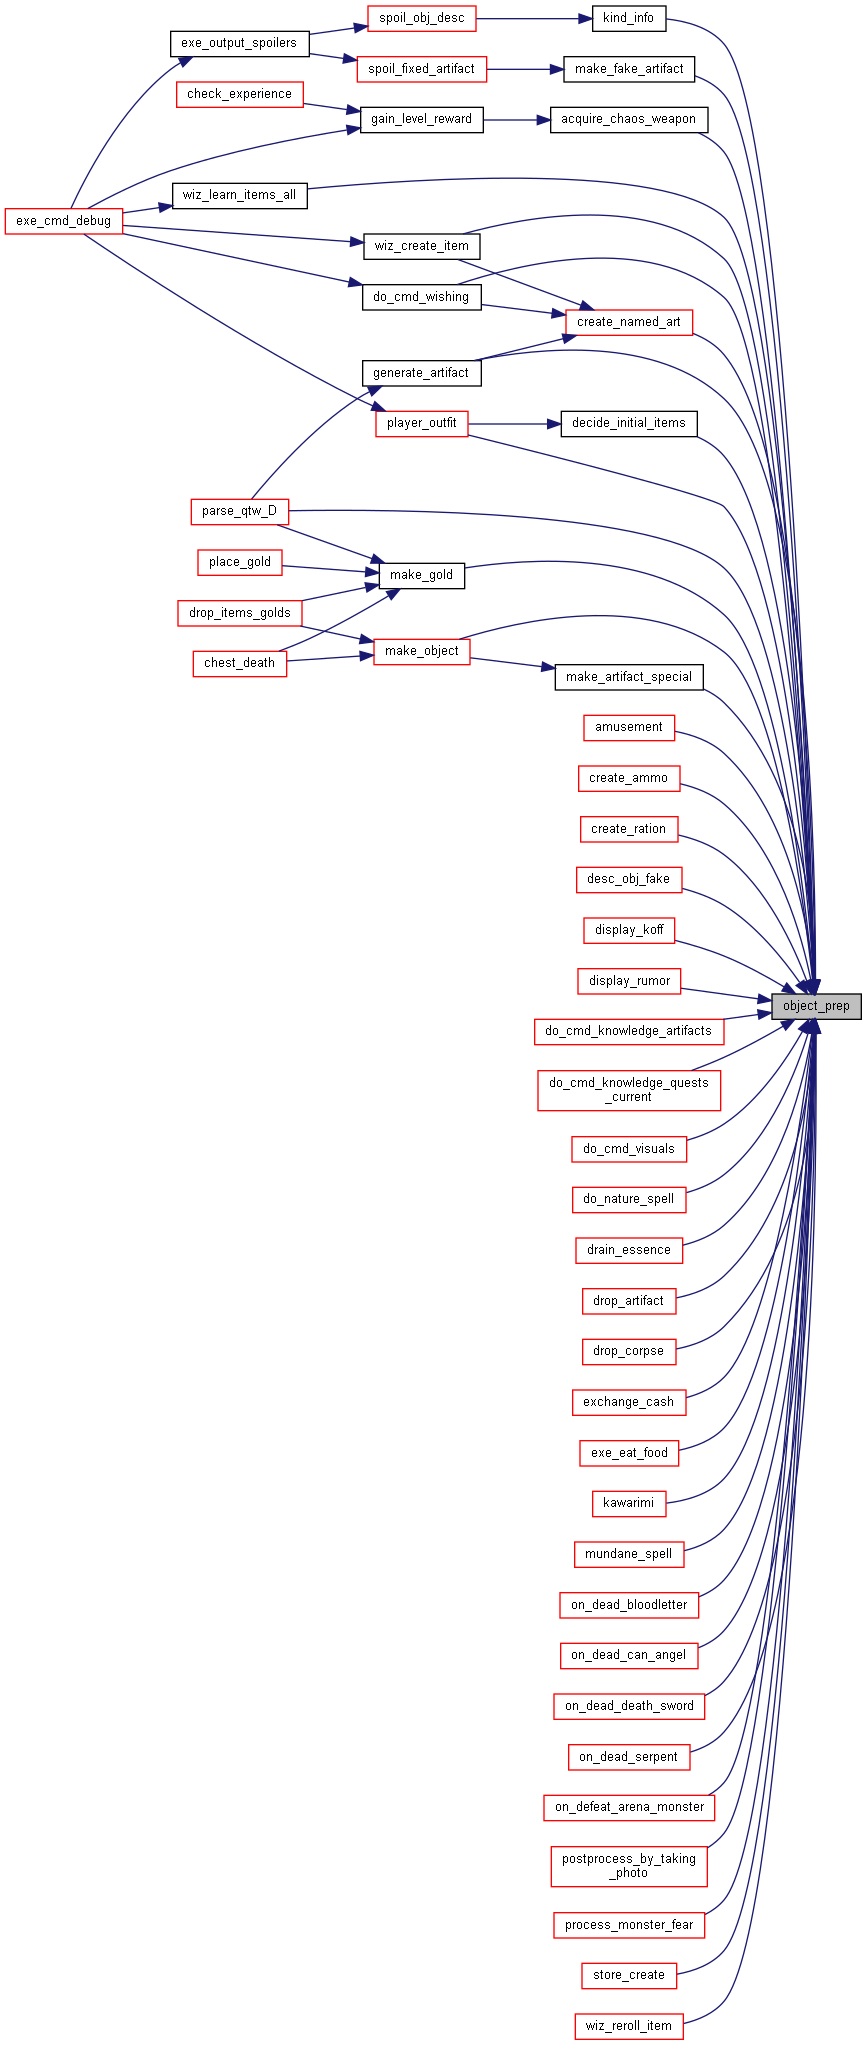 spoil_obj_desc
kind_info
exe_output_spoilers
spoil_fixed_artifact
make_fake_artifact
check_experience
gain_level_reward
acquire_chaos_weapon
wiz_learn_items_all
exe_cmd_debug
wiz_create_item
do_cmd_wishing
create_named_art
generate_artifact
player_outfit
decide_initial_items
parse_qtw_D
place_gold
make_gold
drop_items_golds
make_object
chest_death
make_artifact_special
amusement
create_ammo
create_ration
desc_obj_fake
display_koff
display_rumor
object_prep
do_cmd_knowledge_artifacts
do_cmd_knowledge_quests
_current
do_cmd_visuals
do_nature_spell
drain_essence
drop_artifact
drop_corpse
exchange_cash
exe_eat_food
kawarimi
mundane_spell
on_dead_bloodletter
on_dead_can_angel
on_dead_death_sword
on_dead_serpent
on_defeat_arena_monster
postprocess_by_taking
_photo
process_monster_fear
store_create
wiz_reroll_item